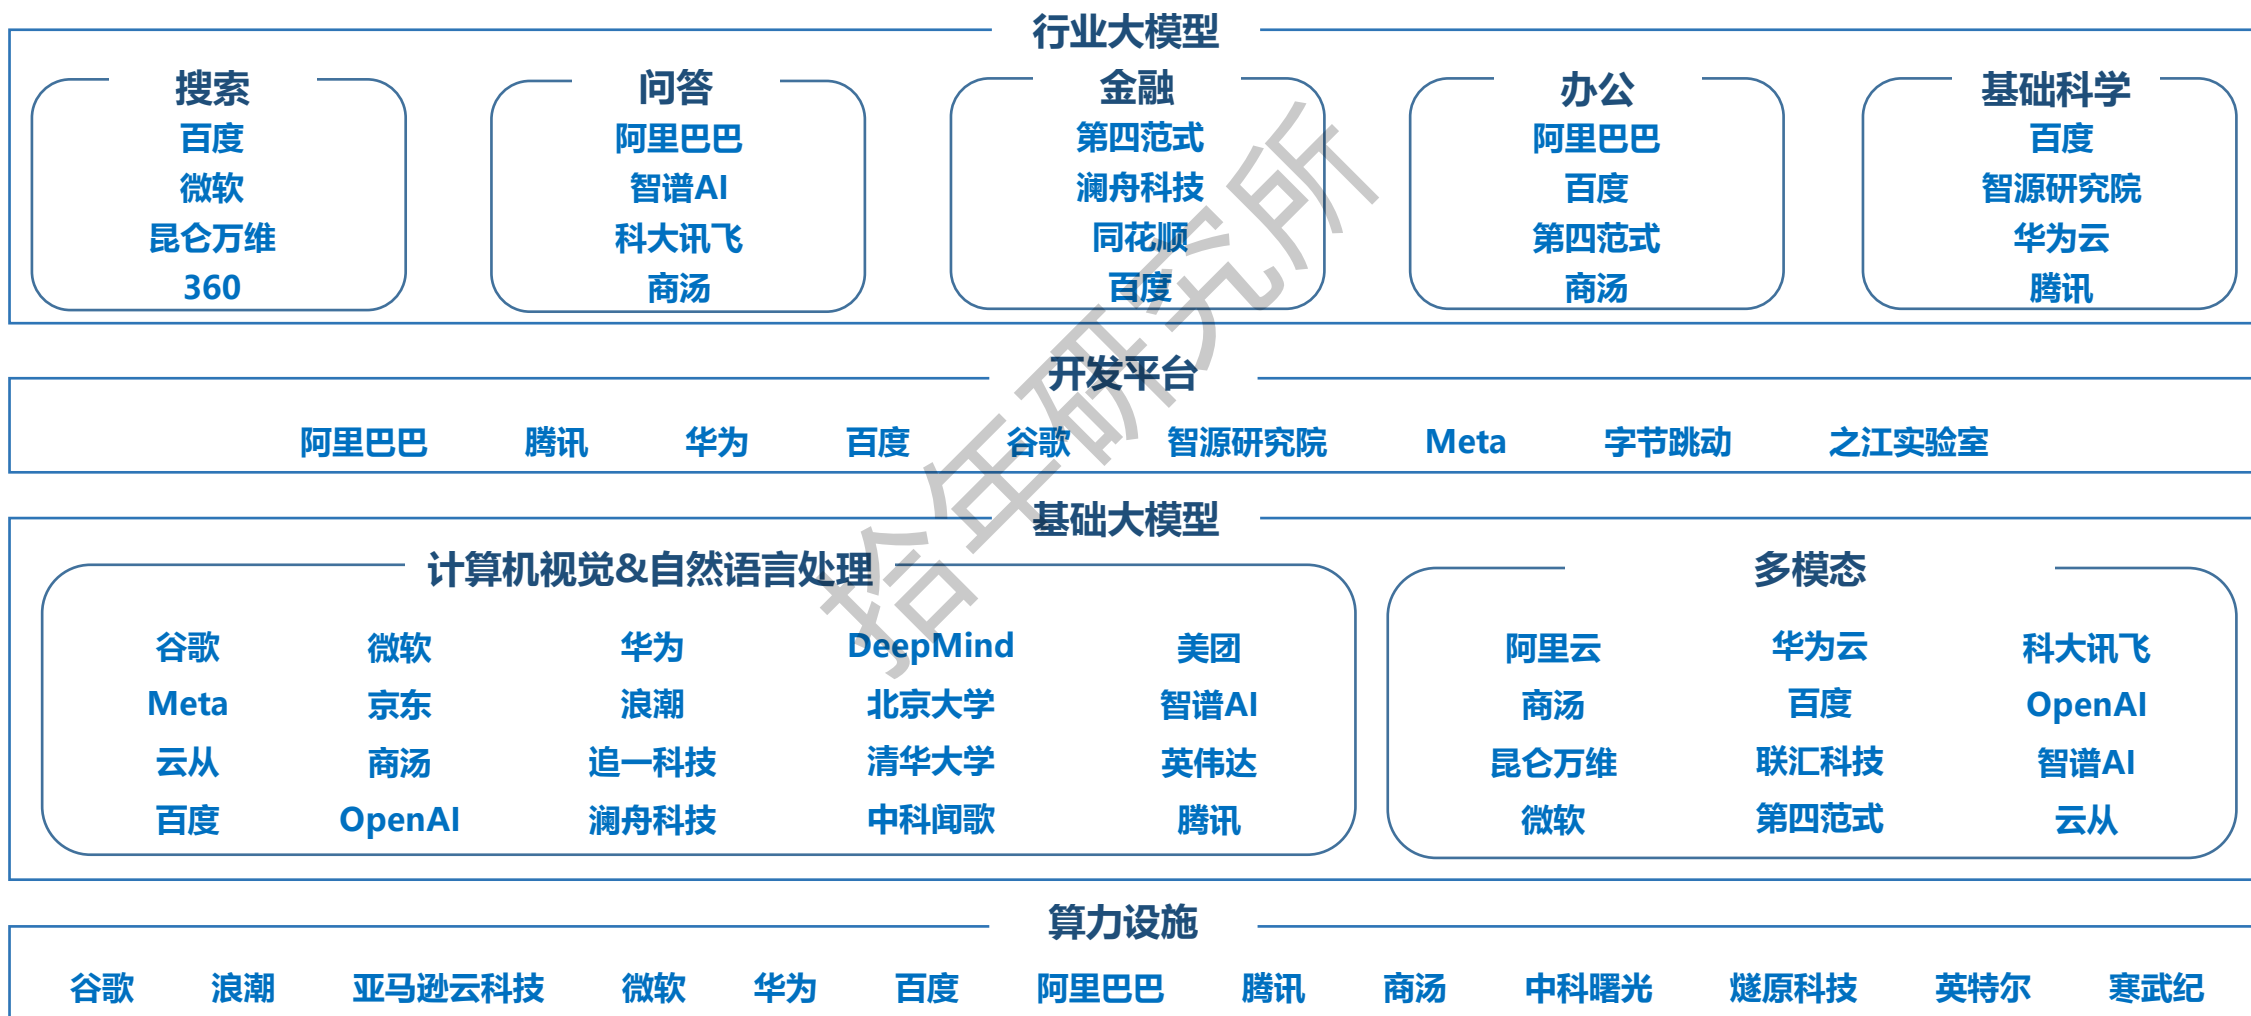 行业大模型
搜索
百度
微软
昆仑万维
360
问答
阿里巴巴
智谱AI
科大讯飞
商汤
金融
第四范式
澜舟科技
同花顺
百度
办公
阿里巴巴
百度
第四范式
商汤
基础科学
百度
智源研究院
华为云
腾讯
开发平台
阿里巴巴 腾讯 华为 百度 谷歌 智源研究院 Meta 字节跳动 之江实验室
基础大模型
计算机视觉&自然语言处理
谷歌 微软 华为 DeepMind 美团
Meta 京东 浪潮 北京大学 智谱AI
云从 商汤 追一科技 清华大学 英伟达
百度 OpenAI 澜舟科技 中科闻歌 腾讯
多模态
阿里云 华为云 科大讯飞
商汤 百度 OpenAI
昆仑万维 联汇科技 智谱AI
微软 第四范式 云从
算力设施
谷歌 浪潮 亚马逊云科技 微软 华为 百度 阿里巴巴 腾讯 商汤 中科曙光 燧原科技 英特尔 寒武纪
拾年研究所